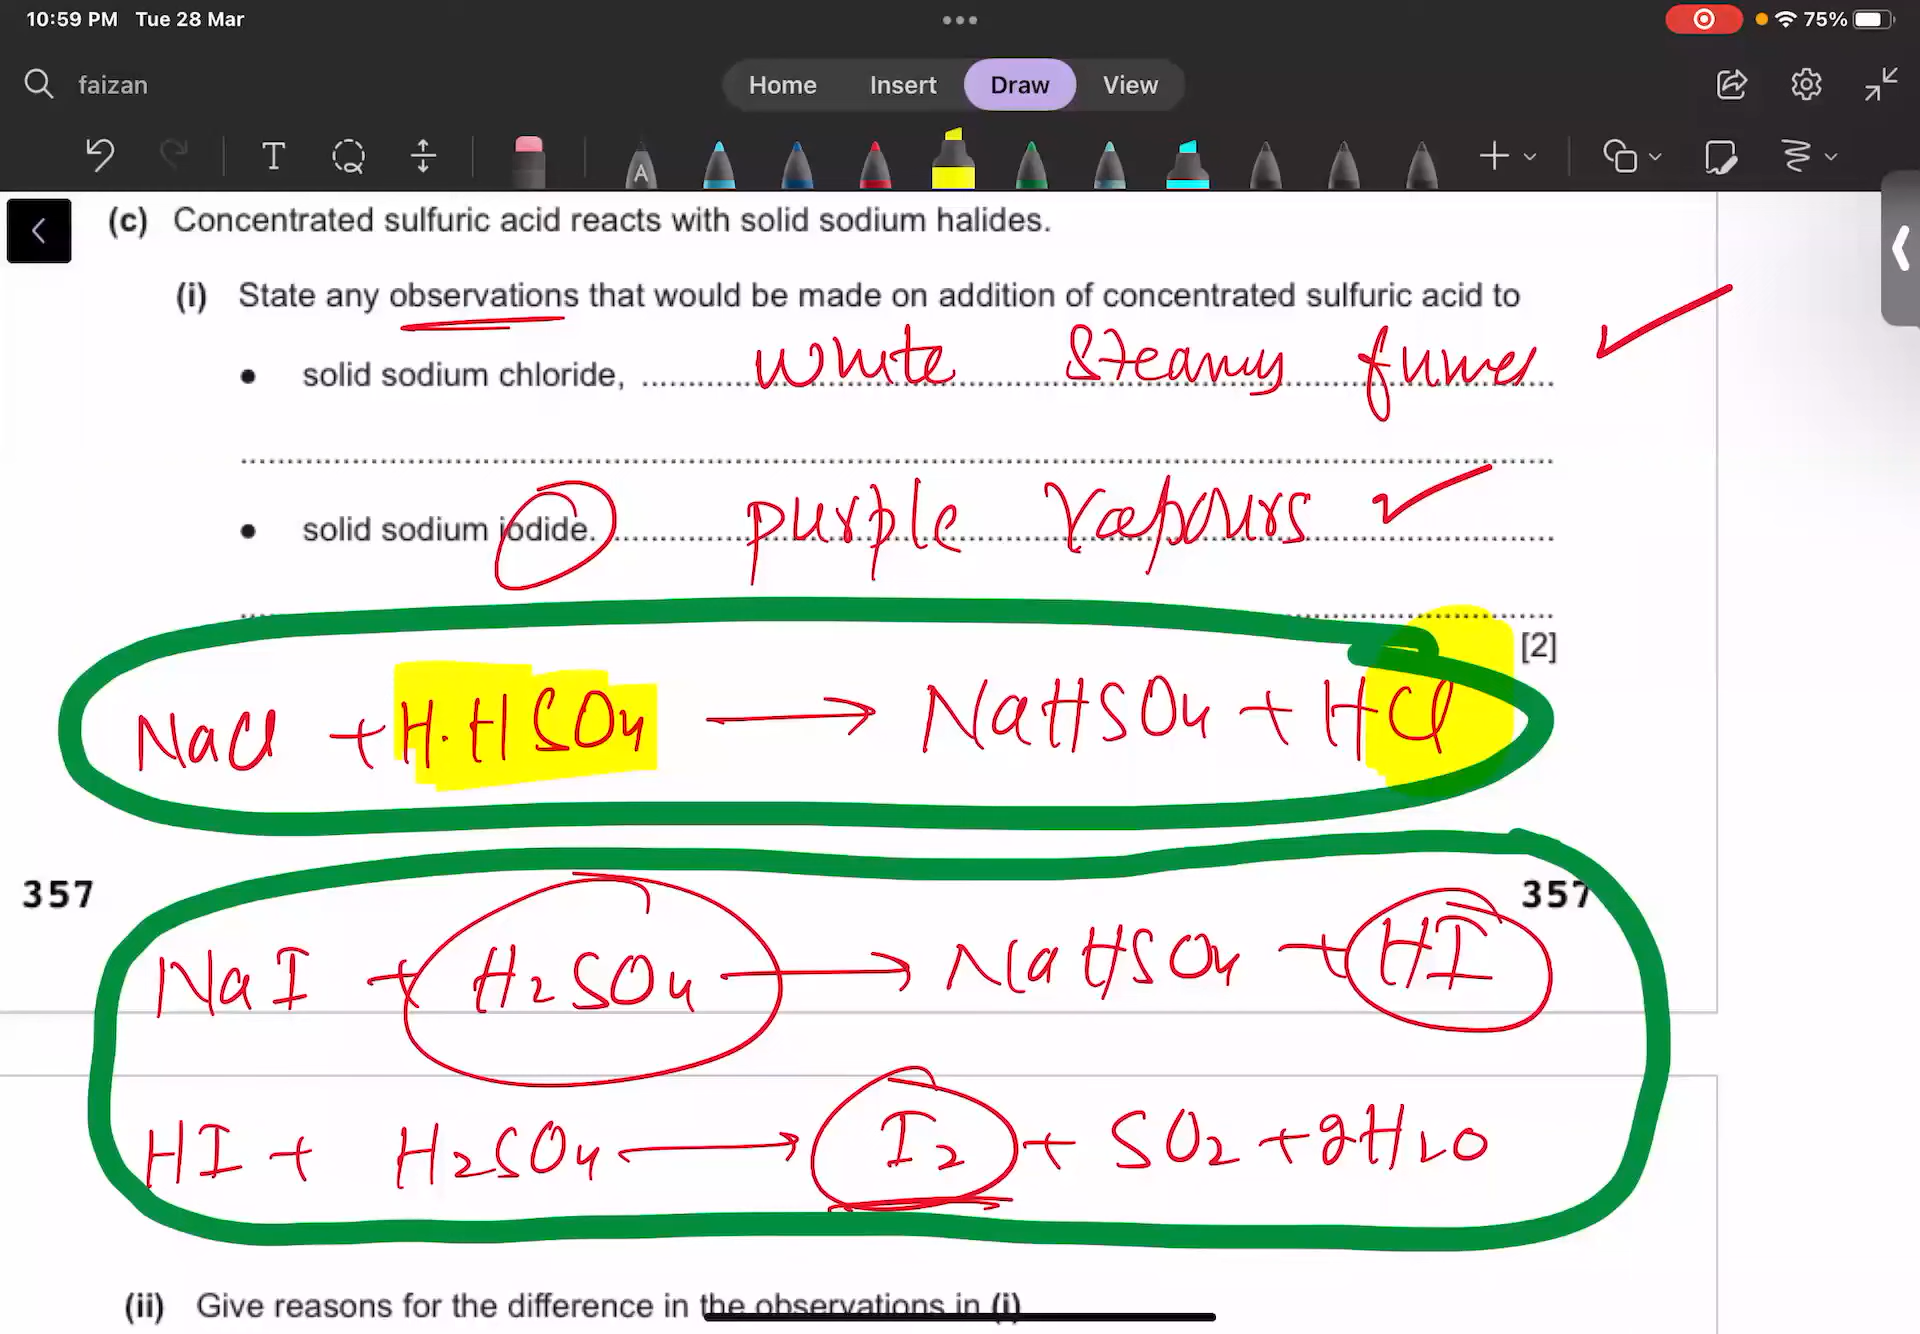 10:59 PM Tue 28 Mar
75%
faizan
Home Insert Draw View
T
A
(c) Concentrated sulfuric acid reacts with solid sodium halides.
(i) State any observations that would be made on addition of concentrated sulfuric acid to
• solid sodium chloride, white steamy fumes
• solid sodium iodide. purple vapours
[2]
NaCl + H·HSO4 → NaHSO4 + HCl
357 357
NaI + H2SO4 → NaHSO4 + HI
HI + H2SO4 → I2 + SO2 + 2H2O
(ii) Give reasons for the difference in the observations in (i)